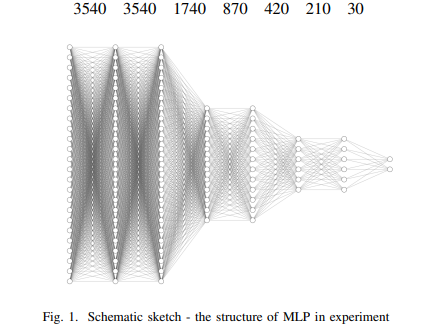 3540 3540 1740 870 420 210 30
Fig. 1. Schematic sketch - the structure of MLP in experiment